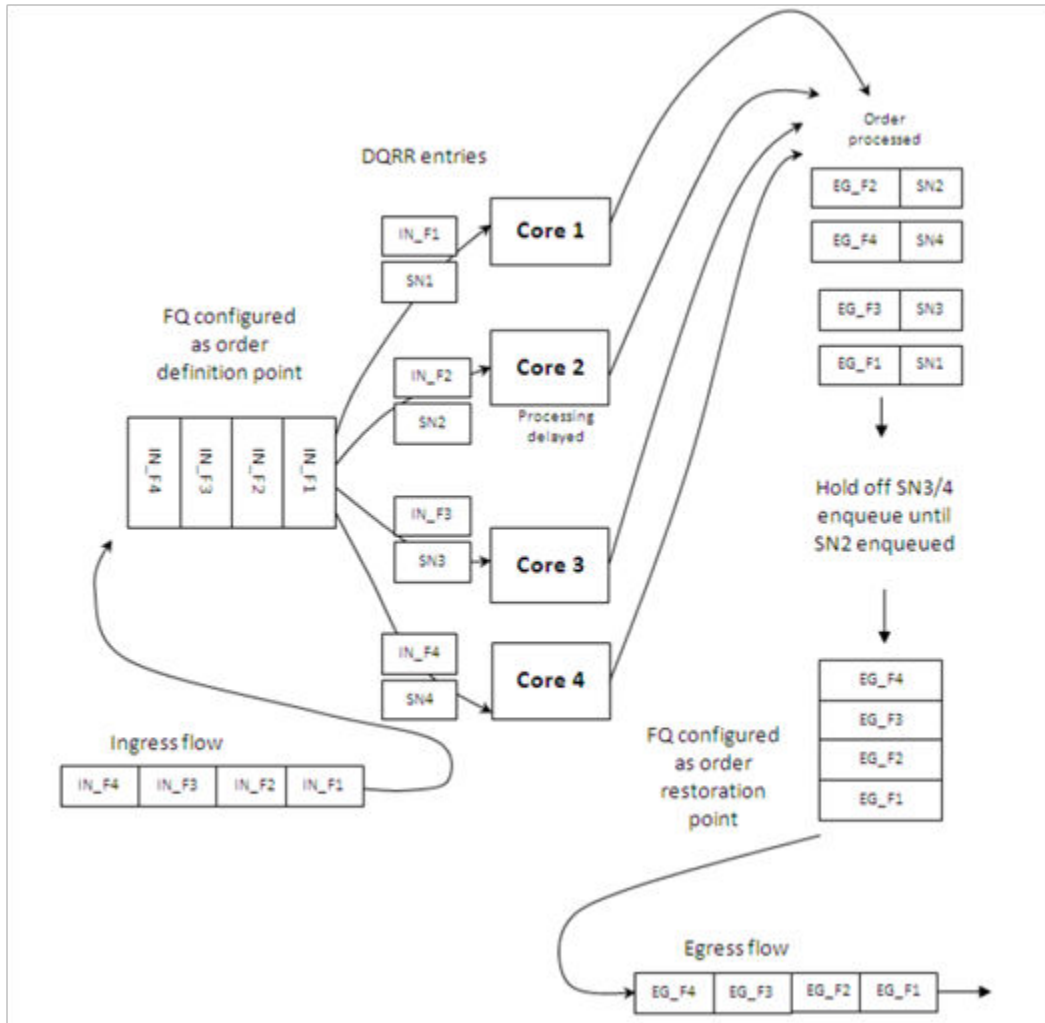 Order
processed
DQRR entries
EG_F2 SN2
IN_F1
Core 1
EG_F4 SN4
SN1
FQ configured
as order
definition point
EG_F3 SN3
IN_F2
Core 2
EG_F1 SN1
SN2
Processing
delayed
IN_F4 IN_F3 IN_F2 IN_F1
Hold off SN3/4
enqueue until
SN2 enqueued
IN_F3
SN3
Core 3
IN_F4
SN4
Core 4
EG_F4
EG_F3
EG_F2
EG_F1
Ingress flow
IN_F4 IN_F3 IN_F2 IN_F1
FQ configured
as order
restoration
point
Egress flow
EG_F4 EG_F3 EG_F2 EG_F1